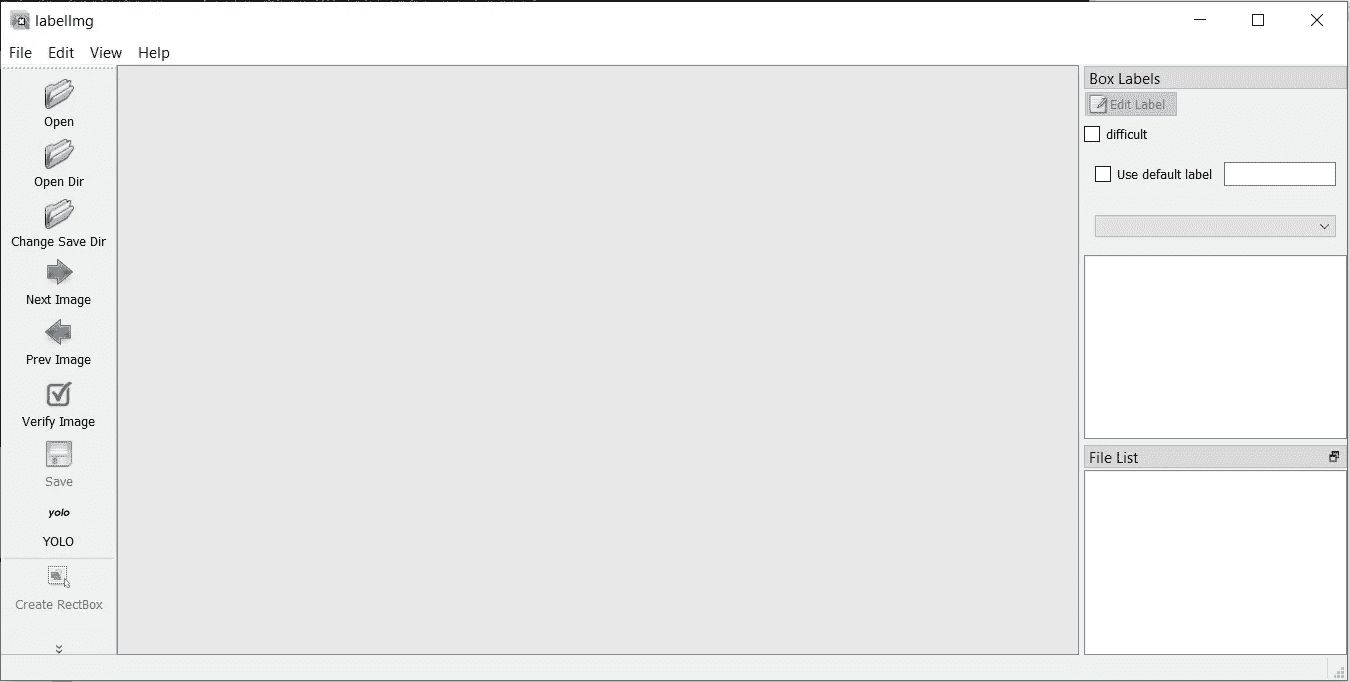 labelImg
File Edit View Help
Open
Open Dir
Change Save Dir
Next Image
Prev Image
Verify Image
Save
yolo
YOLO
Create RectBox
Box Labels
Edit Label
difficult
Use default label
File List